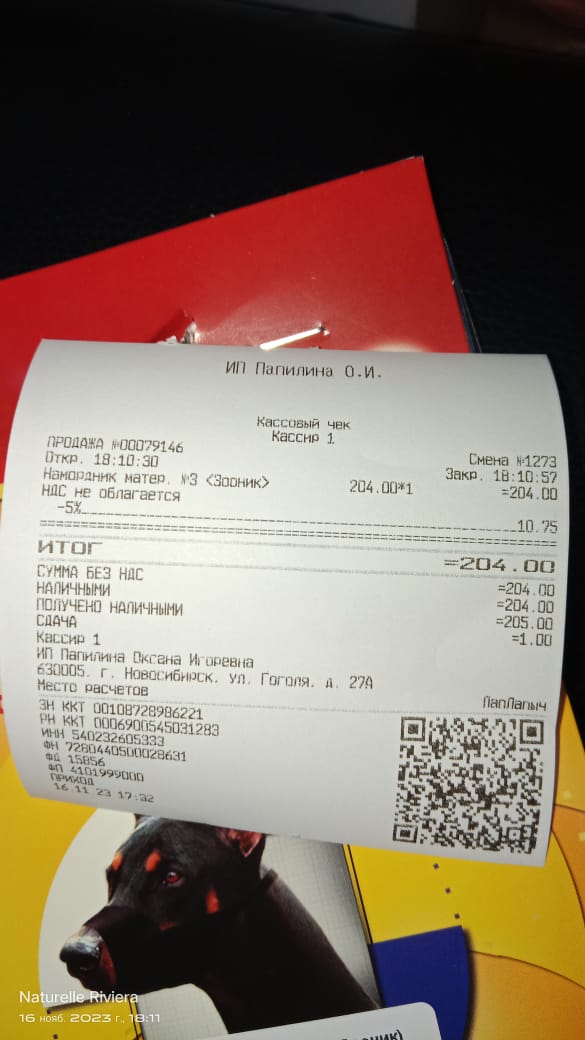 ИП Папилина О.И.
Кассовый чек
Кассир 1
ПРОДАЖА №00079146
Смена №1273
Откр. 18:10:30
Закр. 18:10:57
Намордник матер. №3 <Зооник>
204.00*1
=204.00
НДС не облагается
-5%
10.75
ИТОГ
=204.00
СУММА БЕЗ НДС
=204.00
НАЛИЧНЫМИ
=204.00
ПОЛУЧЕНО НАЛИЧНЫМИ
=205.00
СДАЧА
=1.00
Кассир 1
ИП Папилина Оксана Игоревна
630005. г. Новосибирск. ул. Гоголя. д. 27А
Место расчетов
ПапЛапыч
ЗН ККТ 00108728986221
РН ККТ 0006900545031283
ИНН 540232605333
ФН 7280440500028631
ФД 15856
ФП 4101999000
ПРИХОД
16.11.23 17:32
Naturelle Riviera
16 нояб. 2023 г., 18:11